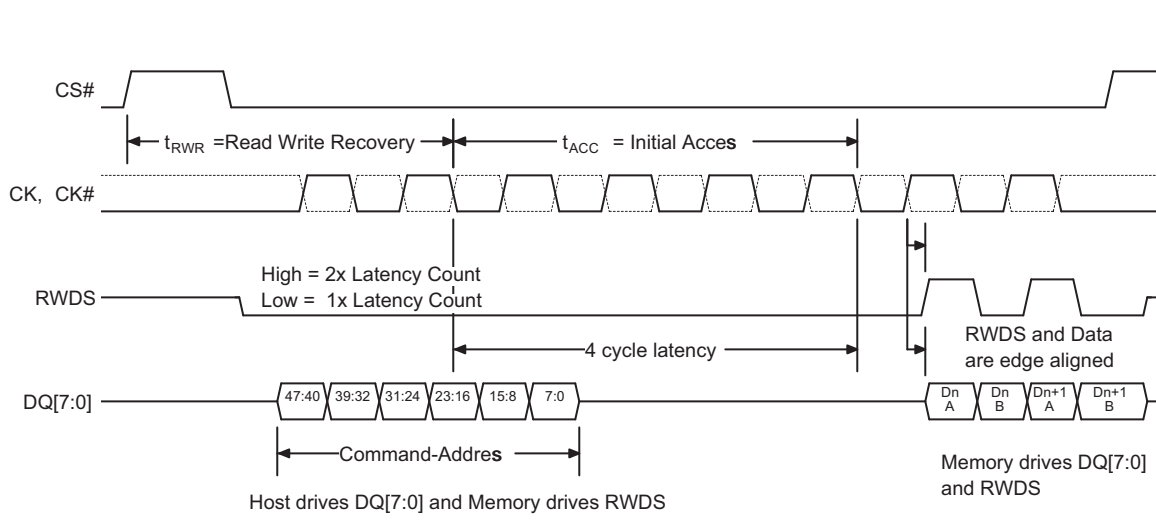 CS#
tRWR =Read Write Recovery
tACC = Initial Acces
CK, CK#
High = 2x Latency Count
Low = 1x Latency Count
RWDS
4 cycle latency
RWDS and Data
are edge aligned
DQ[7:0]
47:40 39:32 31:24 23:16 15:8 7:0
Dn A
Dn B
Dn+1 A
Dn+1 B
Command-Addres
Host drives DQ[7:0] and Memory drives RWDS
Memory drives DQ[7:0]
and RWDS